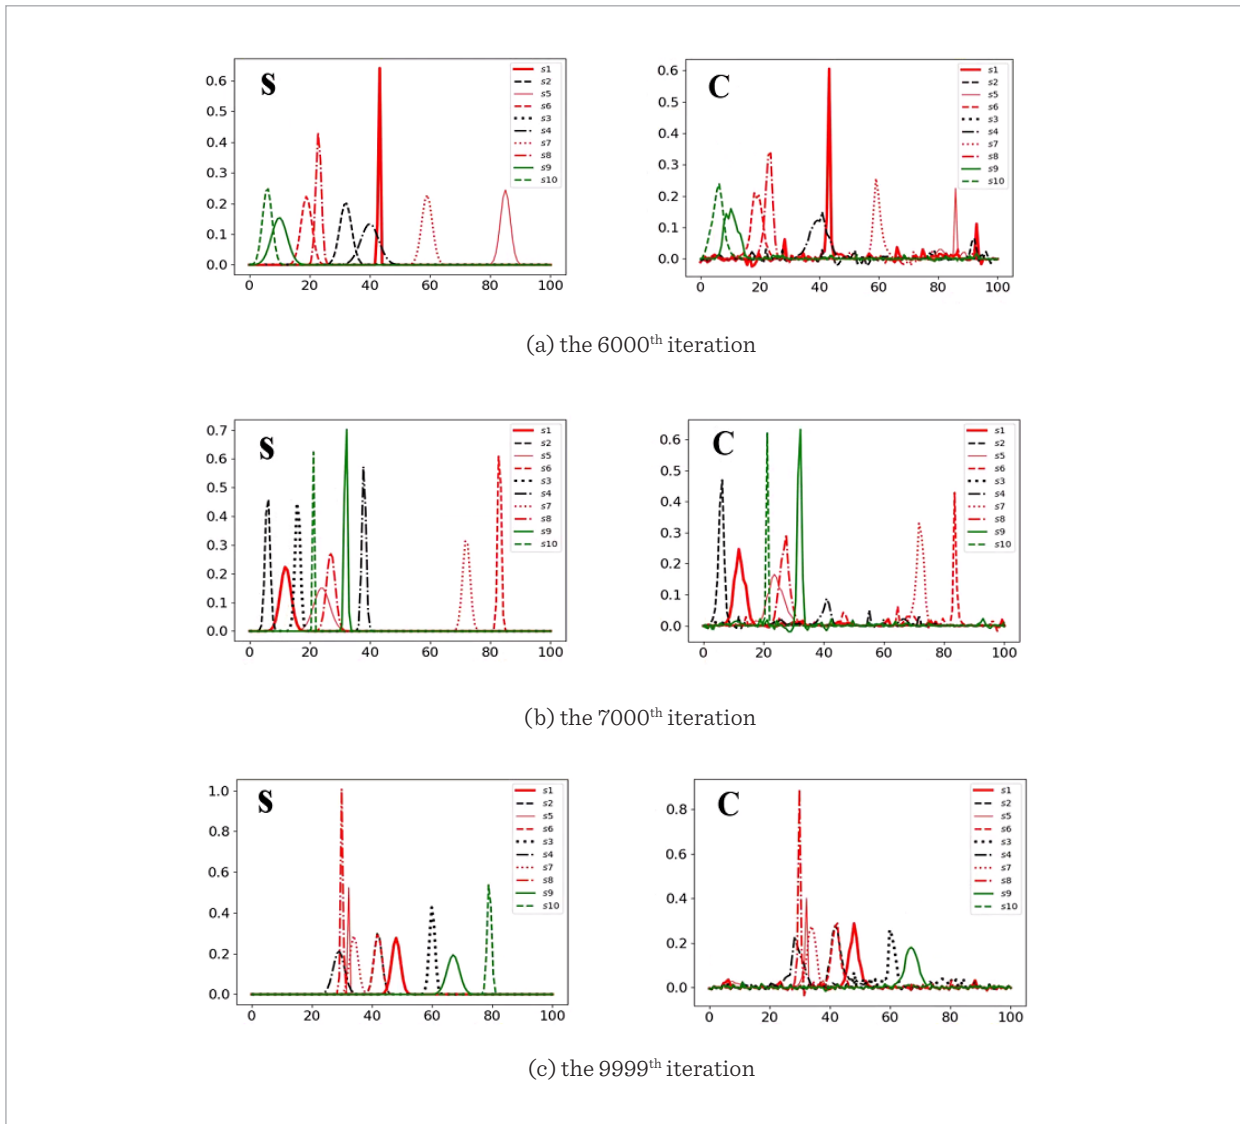 S
0.6
0.5
0.4
0.3
0.2
0.1
0.0
0 20 40 60 80 100
s1
s2
s5
s6
s3
s4
s7
s8
s9
s10
C
0.6
0.5
0.4
0.3
0.2
0.1
0.0
0 20 40 60 80 100
s1
s2
s5
s6
s3
s4
s7
s8
s9
s10
(a) the 6000th iteration
S
0.7
0.6
0.5
0.4
0.3
0.2
0.1
0.0
0 20 40 60 80 100
s1
s2
s5
s6
s3
s4
s7
s8
s9
s10
C
0.6
0.5
0.4
0.3
0.2
0.1
0.0
0 20 40 60 80 100
s1
s2
s5
s6
s3
s4
s7
s8
s9
s10
(b) the 7000th iteration
S
1.0
0.8
0.6
0.4
0.2
0.0
0 20 40 60 80 100
s1
s2
s5
s6
s3
s4
s7
s8
s9
s10
C
0.8
0.6
0.4
0.2
0.0
0 20 40 60 80 100
s1
s2
s5
s6
s3
s4
s7
s8
s9
s10
(c) the 9999th iteration